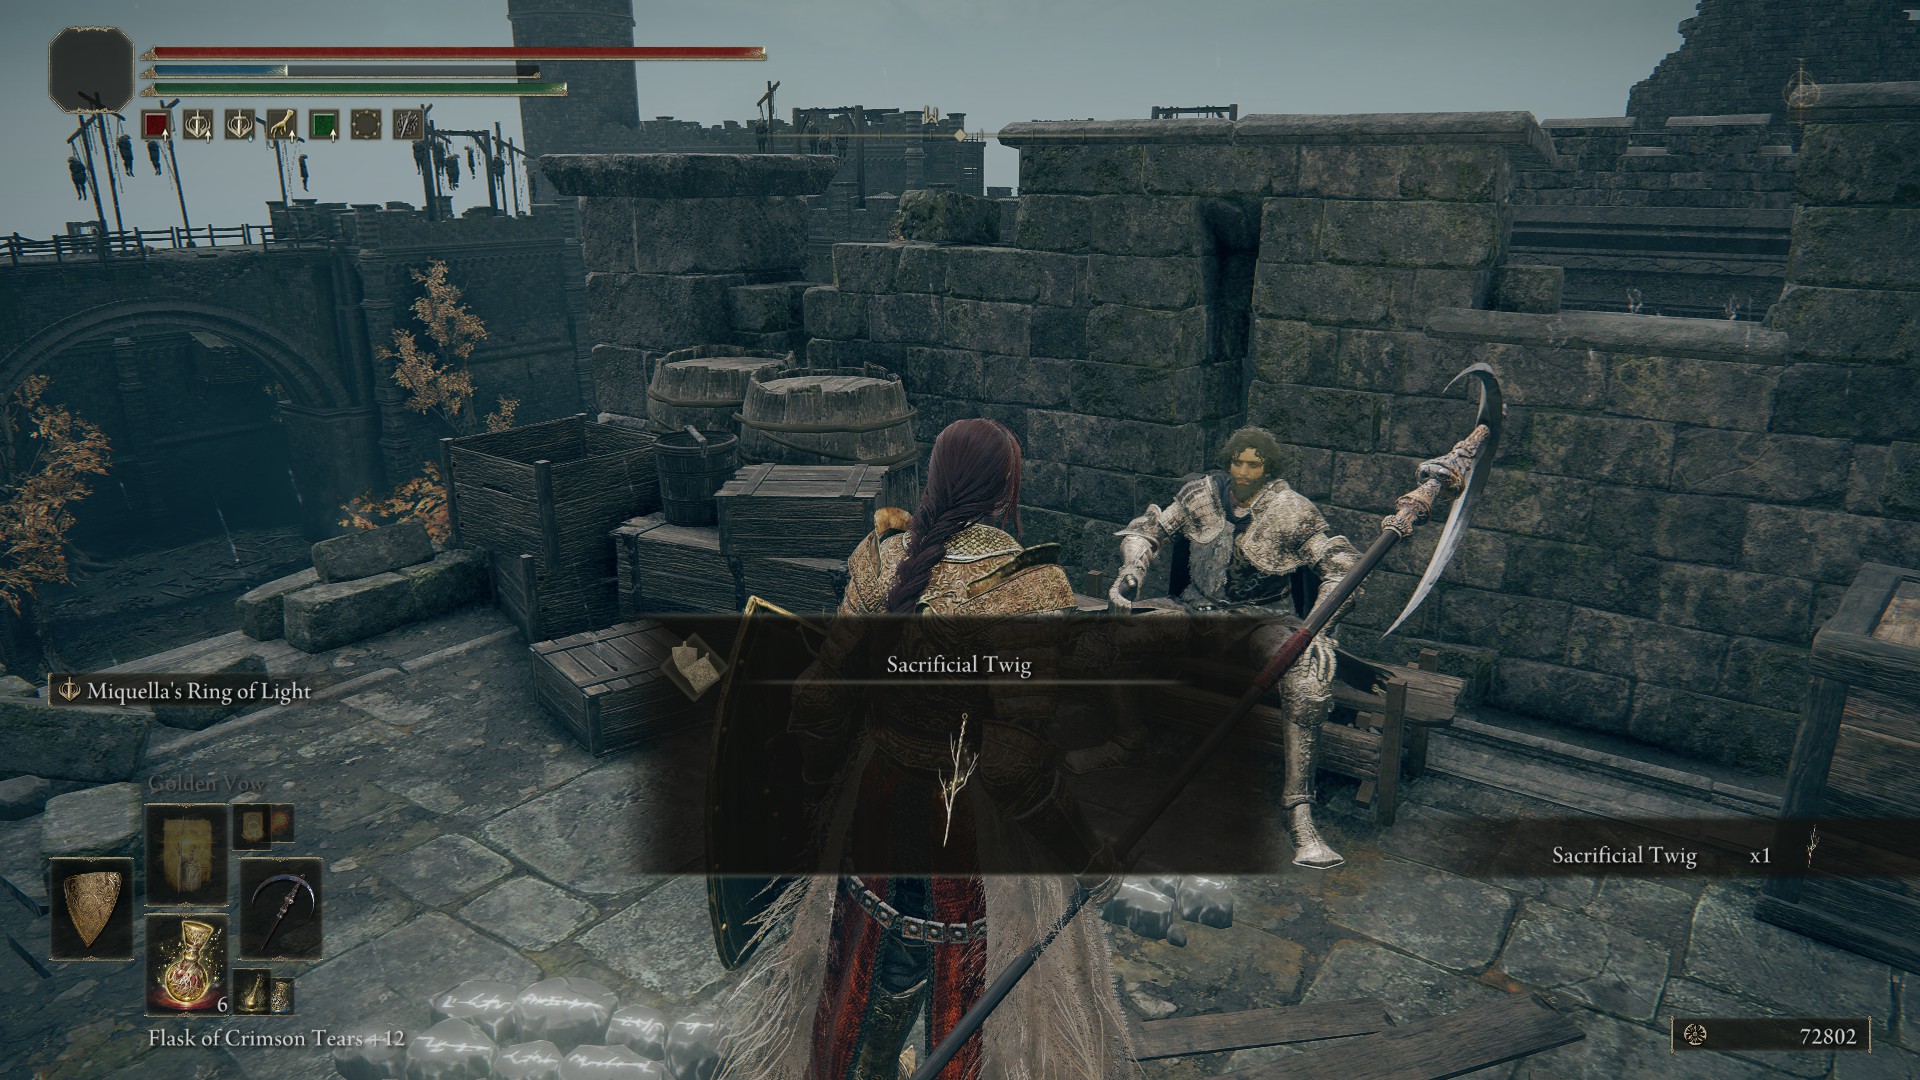 W
Sacrificial Twig
Miquella's Ring of Light
Golden Vow
Sacrificial Twig x1
6
Flask of Crimson Tears +12
72802